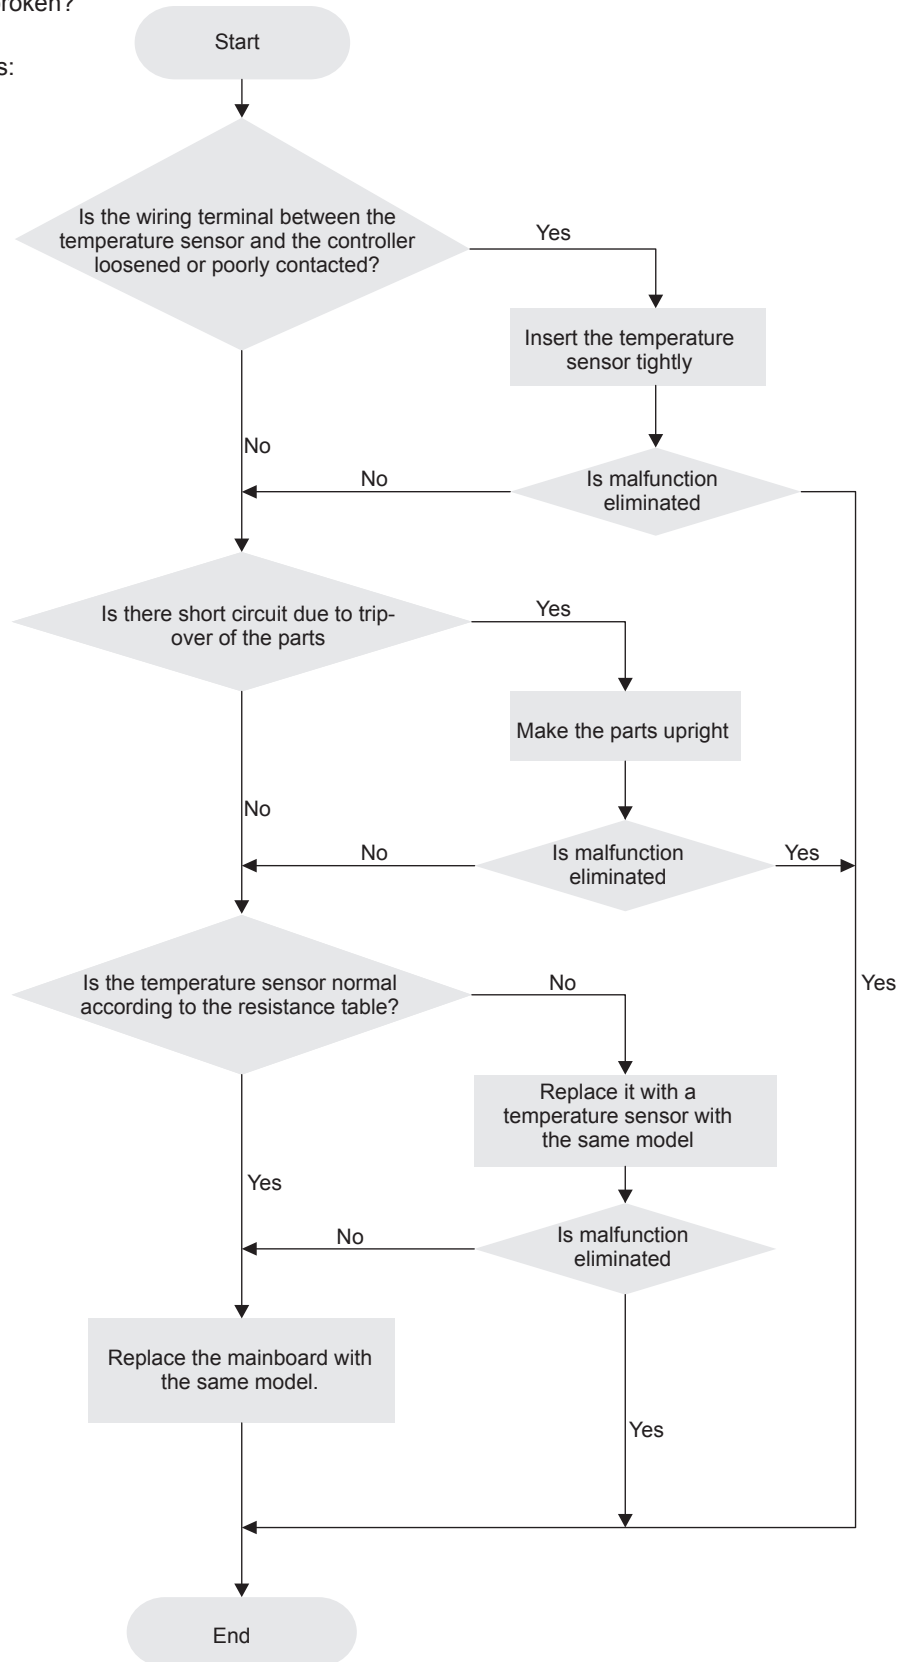 Start
Is the wiring terminal between the
temperature sensor and the controller
loosened or poorly contacted?
Yes
Insert the temperature
sensor tightly
No
No
Is malfunction
eliminated
Is there short circuit due to trip-
over of the parts
Yes
Make the parts upright
No
No
Is malfunction
eliminated
Yes
Is the temperature sensor normal
according to the resistance table?
No
Yes
Replace it with a
temperature sensor with
the same model
Yes
No
Is malfunction
eliminated
Replace the mainboard with
the same model.
Yes
End